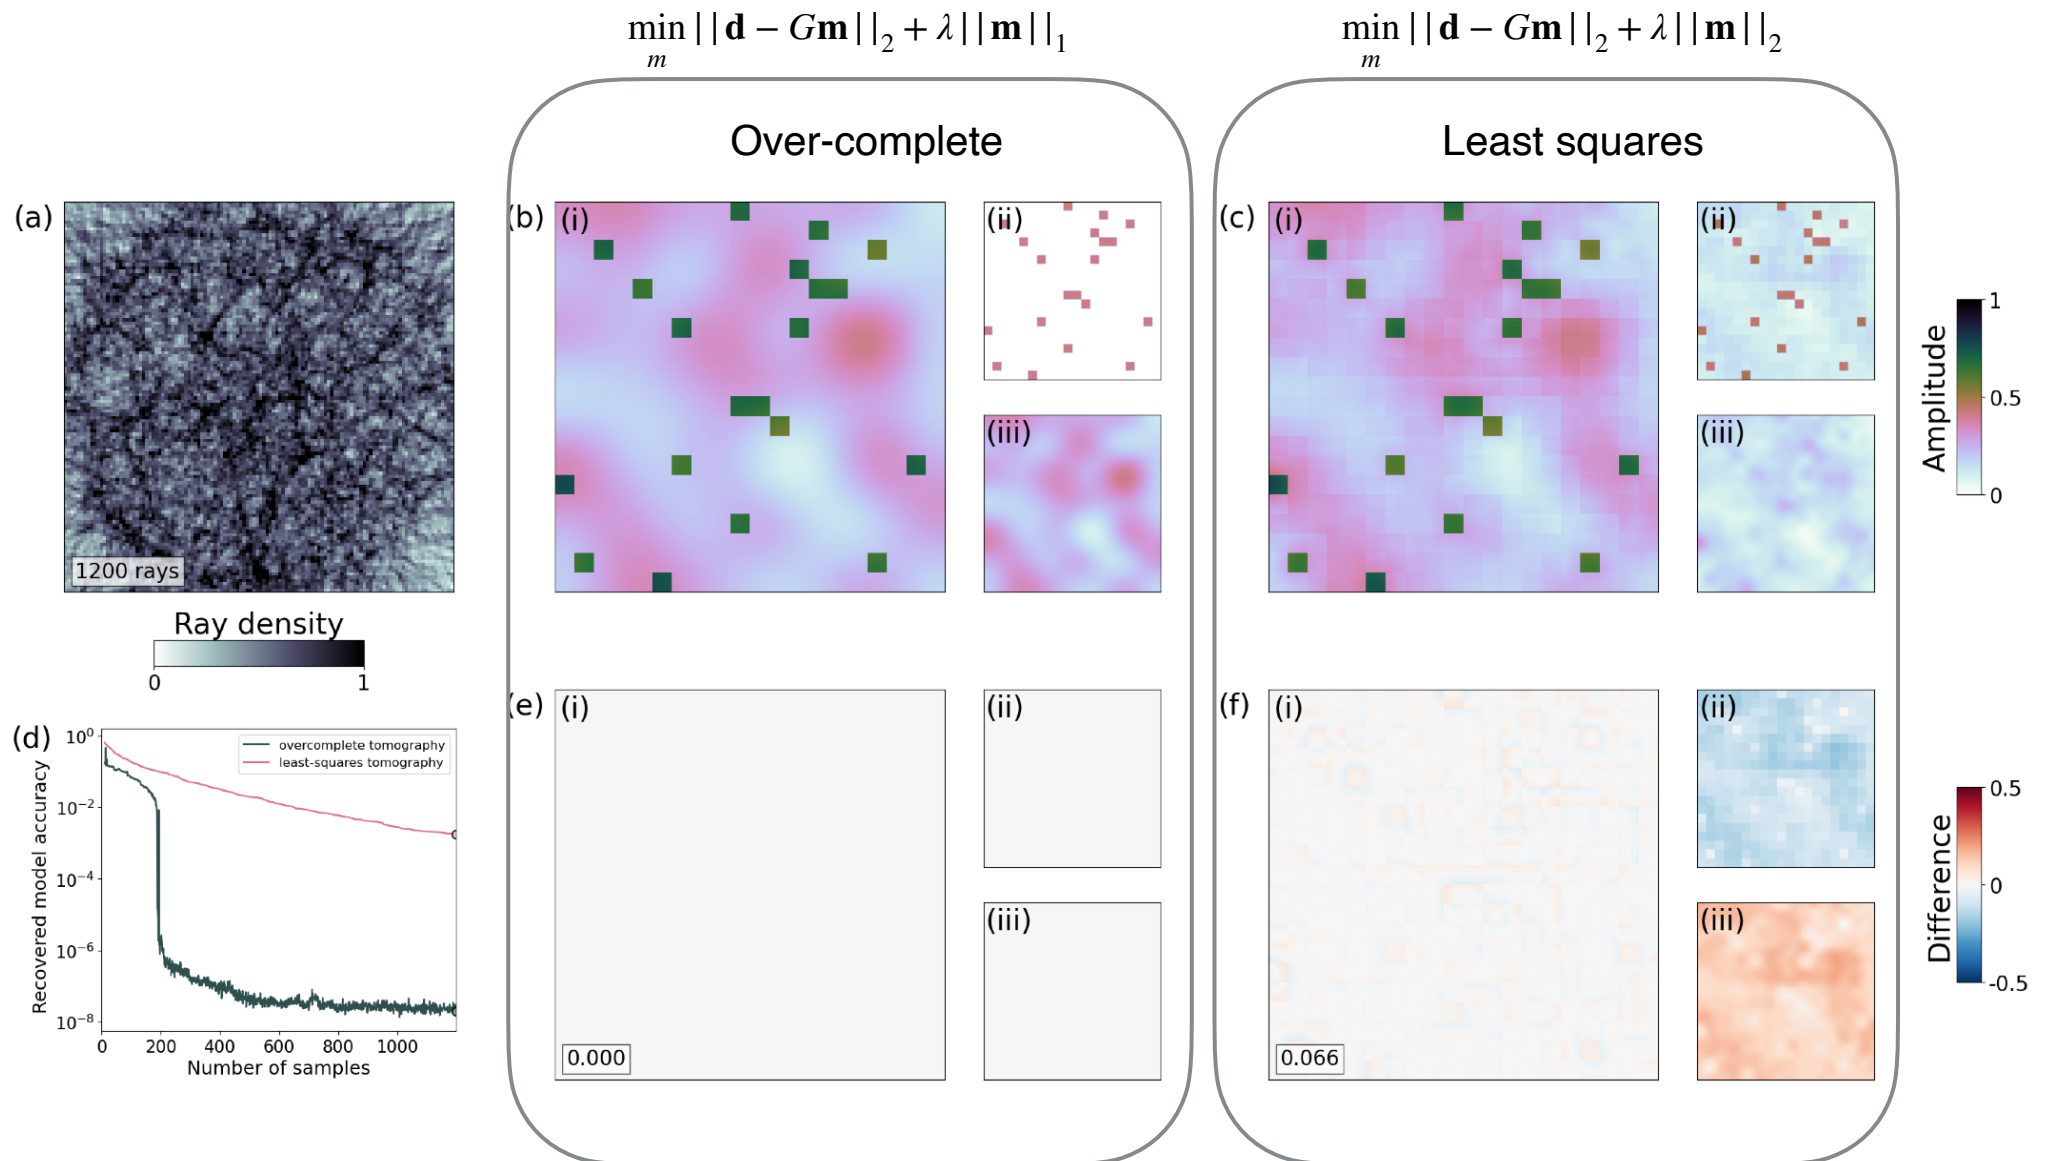 min ||d − Gm||₂ + λ||m||₁
m
min ||d − Gm||₂ + λ||m||₂
m
Over-complete
Least squares
(a)
1200 rays
Ray density
0 1
(b) (i)
(ii)
(iii)
(c) (i)
(ii)
(iii)
Amplitude
1
0.5
0
(d)
Recovered model accuracy
10⁰
10⁻²
10⁻⁴
10⁻⁶
10⁻⁸
overcomplete tomography
least-squares tomography
0 200 400 600 800 1000
Number of samples
(e) (i)
(ii)
(iii)
0.000
(f) (i)
(ii)
(iii)
0.066
Difference
0.5
0
-0.5